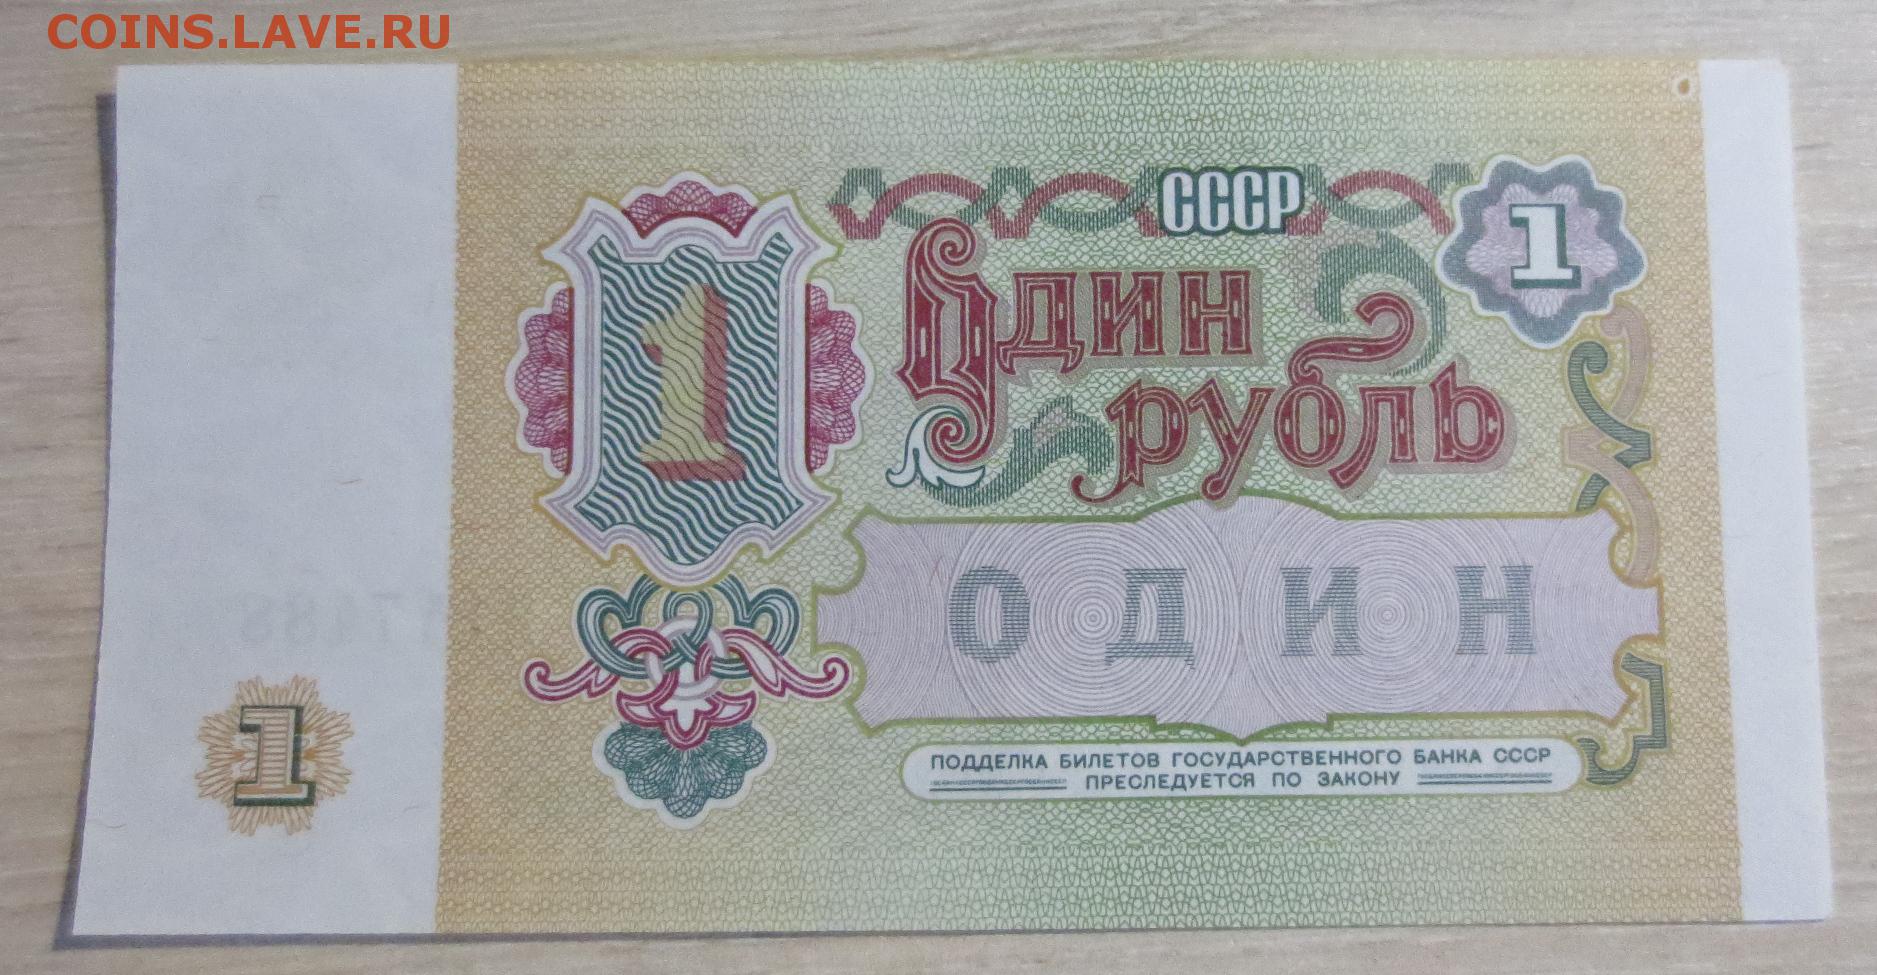 COINS.LAVE.RU
СССР
1
1
Один
рубль
ОДИН
1
ПОДДЕЛКА БИЛЕТОВ ГОСУДАРСТВЕННОГО БАНКА СССР
ПРЕСЛЕДУЕТСЯ ПО ЗАКОНУ